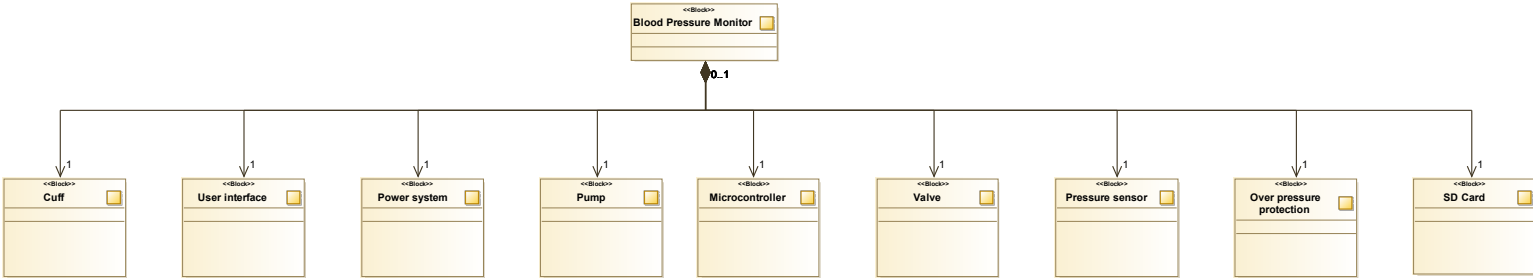 <<Block>>
Blood Pressure Monitor
0..1
1
1
1
1
1
1
1
1
1
<<Block>>
Cuff
<<Block>>
User interface
<<Block>>
Power system
<<Block>>
Pump
<<Block>>
Microcontroller
<<Block>>
Valve
<<Block>>
Pressure sensor
<<Block>>
Over pressure
protection
<<Block>>
SD Card